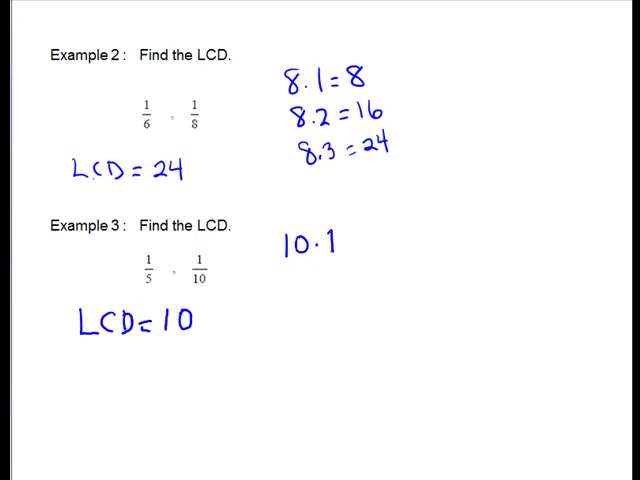 Example 2 : Find the LCD.
8 · 1 = 8
8 · 2 = 16
8 · 3 = 24
1/6 , 1/8
LCD = 24
Example 3 : Find the LCD.
10 · 1
1/5 , 1/10
LCD = 10